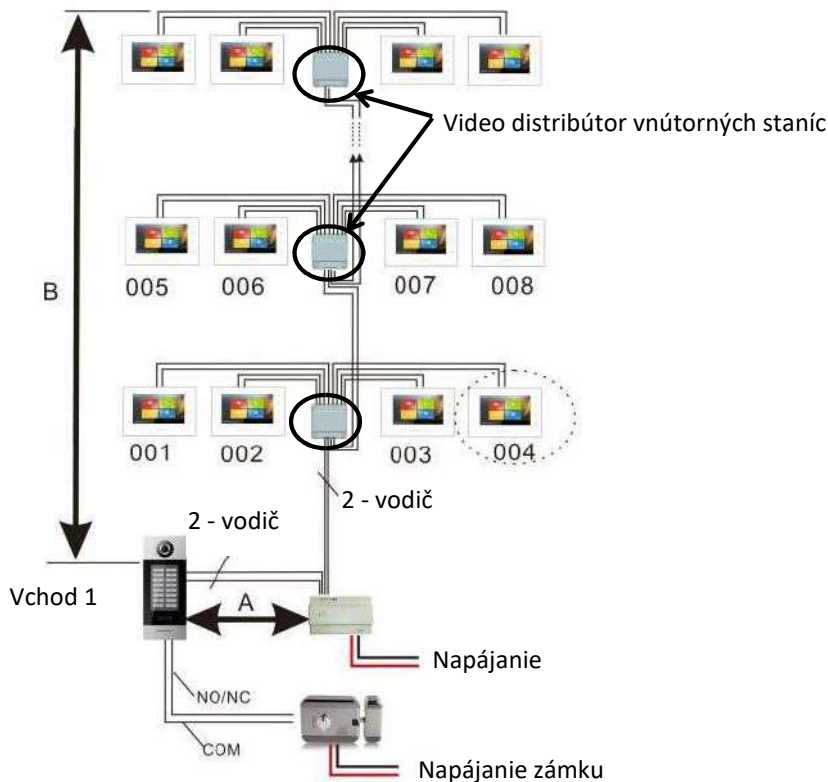 Video distribútor vnútorných staníc
B
005 006 007 008
001 002 003 004
2 - vodič
2 - vodič
Vchod 1
A
Napájanie
NO/NC
COM
Napájanie zámku